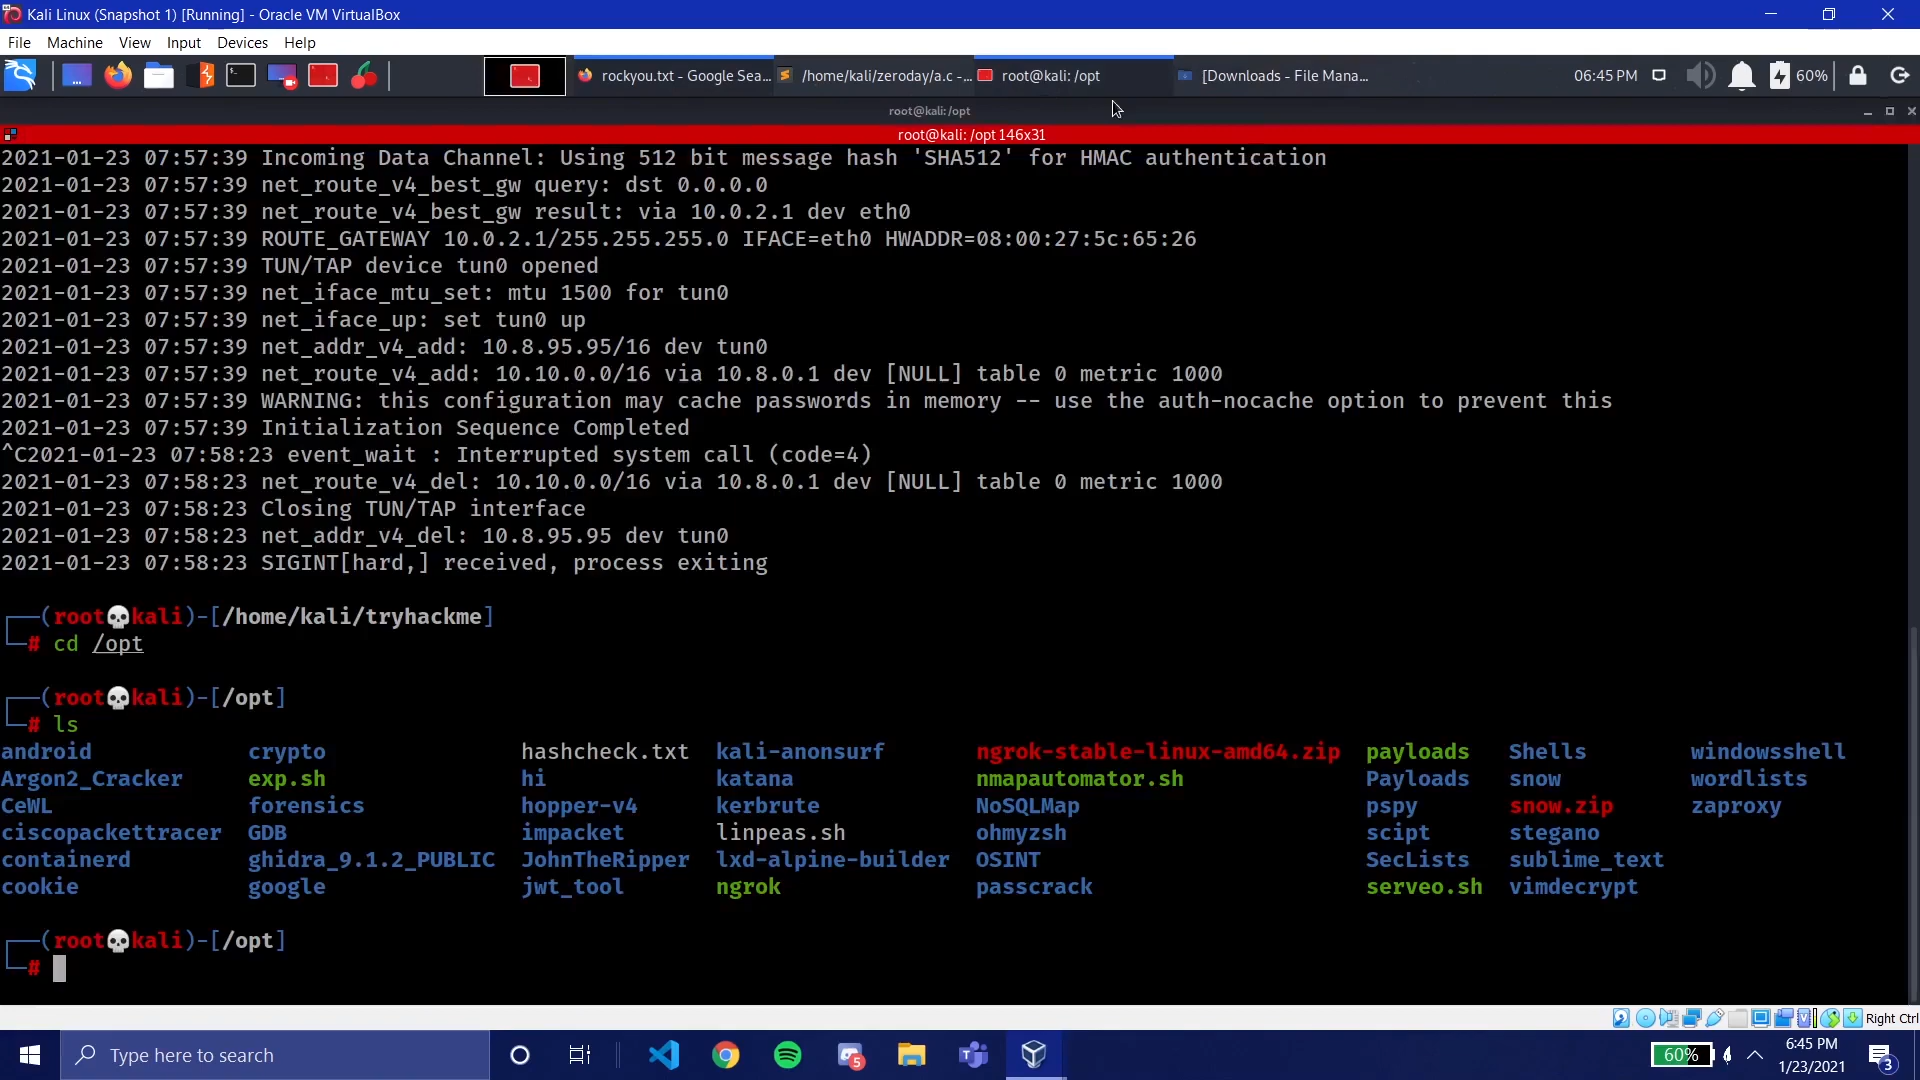 Kali Linux (Snapshot 1) [Running] - Oracle VM VirtualBox
File Machine View Input Devices Help
rockyou.txt - Google Sea... /home/kali/zeroday/a.c -... root@kali: /opt [Downloads - File Mana... 06:45 PM 60%
root@kali:/opt
root@kali: /opt 146x31
2021-01-23 07:57:39 Incoming Data Channel: Using 512 bit message hash 'SHA512' for HMAC authentication
2021-01-23 07:57:39 net_route_v4_best_gw query: dst 0.0.0.0
2021-01-23 07:57:39 net_route_v4_best_gw result: via 10.0.2.1 dev eth0
2021-01-23 07:57:39 ROUTE_GATEWAY 10.0.2.1/255.255.255.0 IFACE=eth0 HWADDR=08:00:27:5c:65:26
2021-01-23 07:57:39 TUN/TAP device tun0 opened
2021-01-23 07:57:39 net_iface_mtu_set: mtu 1500 for tun0
2021-01-23 07:57:39 net_iface_up: set tun0 up
2021-01-23 07:57:39 net_addr_v4_add: 10.8.95.95/16 dev tun0
2021-01-23 07:57:39 net_route_v4_add: 10.10.0.0/16 via 10.8.0.1 dev [NULL] table 0 metric 1000
2021-01-23 07:57:39 WARNING: this configuration may cache passwords in memory -- use the auth-nocache option to prevent this
2021-01-23 07:57:39 Initialization Sequence Completed
^C2021-01-23 07:58:23 event_wait : Interrupted system call (code=4)
2021-01-23 07:58:23 net_route_v4_del: 10.10.0.0/16 via 10.8.0.1 dev [NULL] table 0 metric 1000
2021-01-23 07:58:23 Closing TUN/TAP interface
2021-01-23 07:58:23 net_addr_v4_del: 10.8.95.95 dev tun0
2021-01-23 07:58:23 SIGINT[hard,] received, process exiting
┌──(root💀kali)-[/home/kali/tryhackme]
└─# cd /opt
┌──(root💀kali)-[/opt]
└─# ls
android crypto hashcheck.txt kali-anonsurf ngrok-stable-linux-amd64.zip payloads Shells windowsshell
Argon2_Cracker exp.sh hi katana nmapautomator.sh Payloads snow wordlists
CeWL forensics hopper-v4 kerbrute NoSQLMap pspy snow.zip zaproxy
ciscopackettracer GDB impacket linpeas.sh ohmyzsh scipt stegano
containerd ghidra_9.1.2_PUBLIC JohnTheRipper lxd-alpine-builder OSINT SecLists sublime_text
cookie google jwt_tool ngrok passcrack serveo.sh vimdecrypt
┌──(root💀kali)-[/opt]
└─#
Right Ctrl
Type here to search 5 60% 6:45 PM
1/23/2021 3